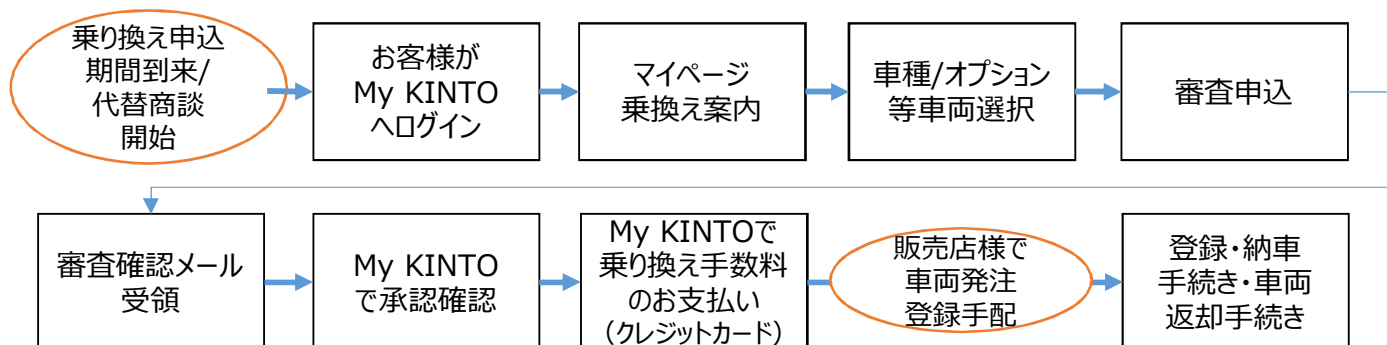 乗り換え申込
期間到来/
代替商談
開始
お客様が
My KINTO
へログイン
マイページ
乗換え案内
車種/オプション
等車両選択
審査申込
審査確認メール
受領
My KINTO
で承認確認
My KINTOで
乗り換え手数料
のお支払い
（クレジットカード）
販売店様で
車両発注
登録手配
登録・納車
手続き・車両
返却手続き